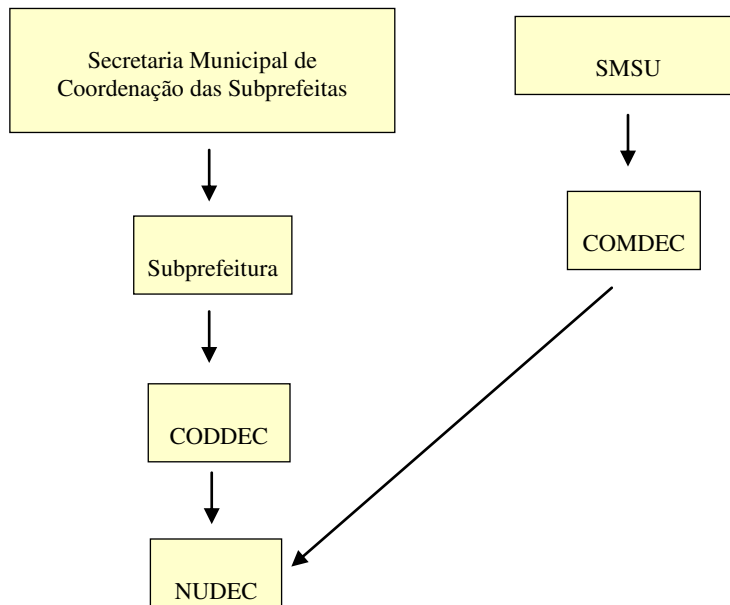 Secretaria Municipal de
Coordenação das Subprefeitas
SMSU
COMDEC
Subprefeitura
CODDEC
NUDEC